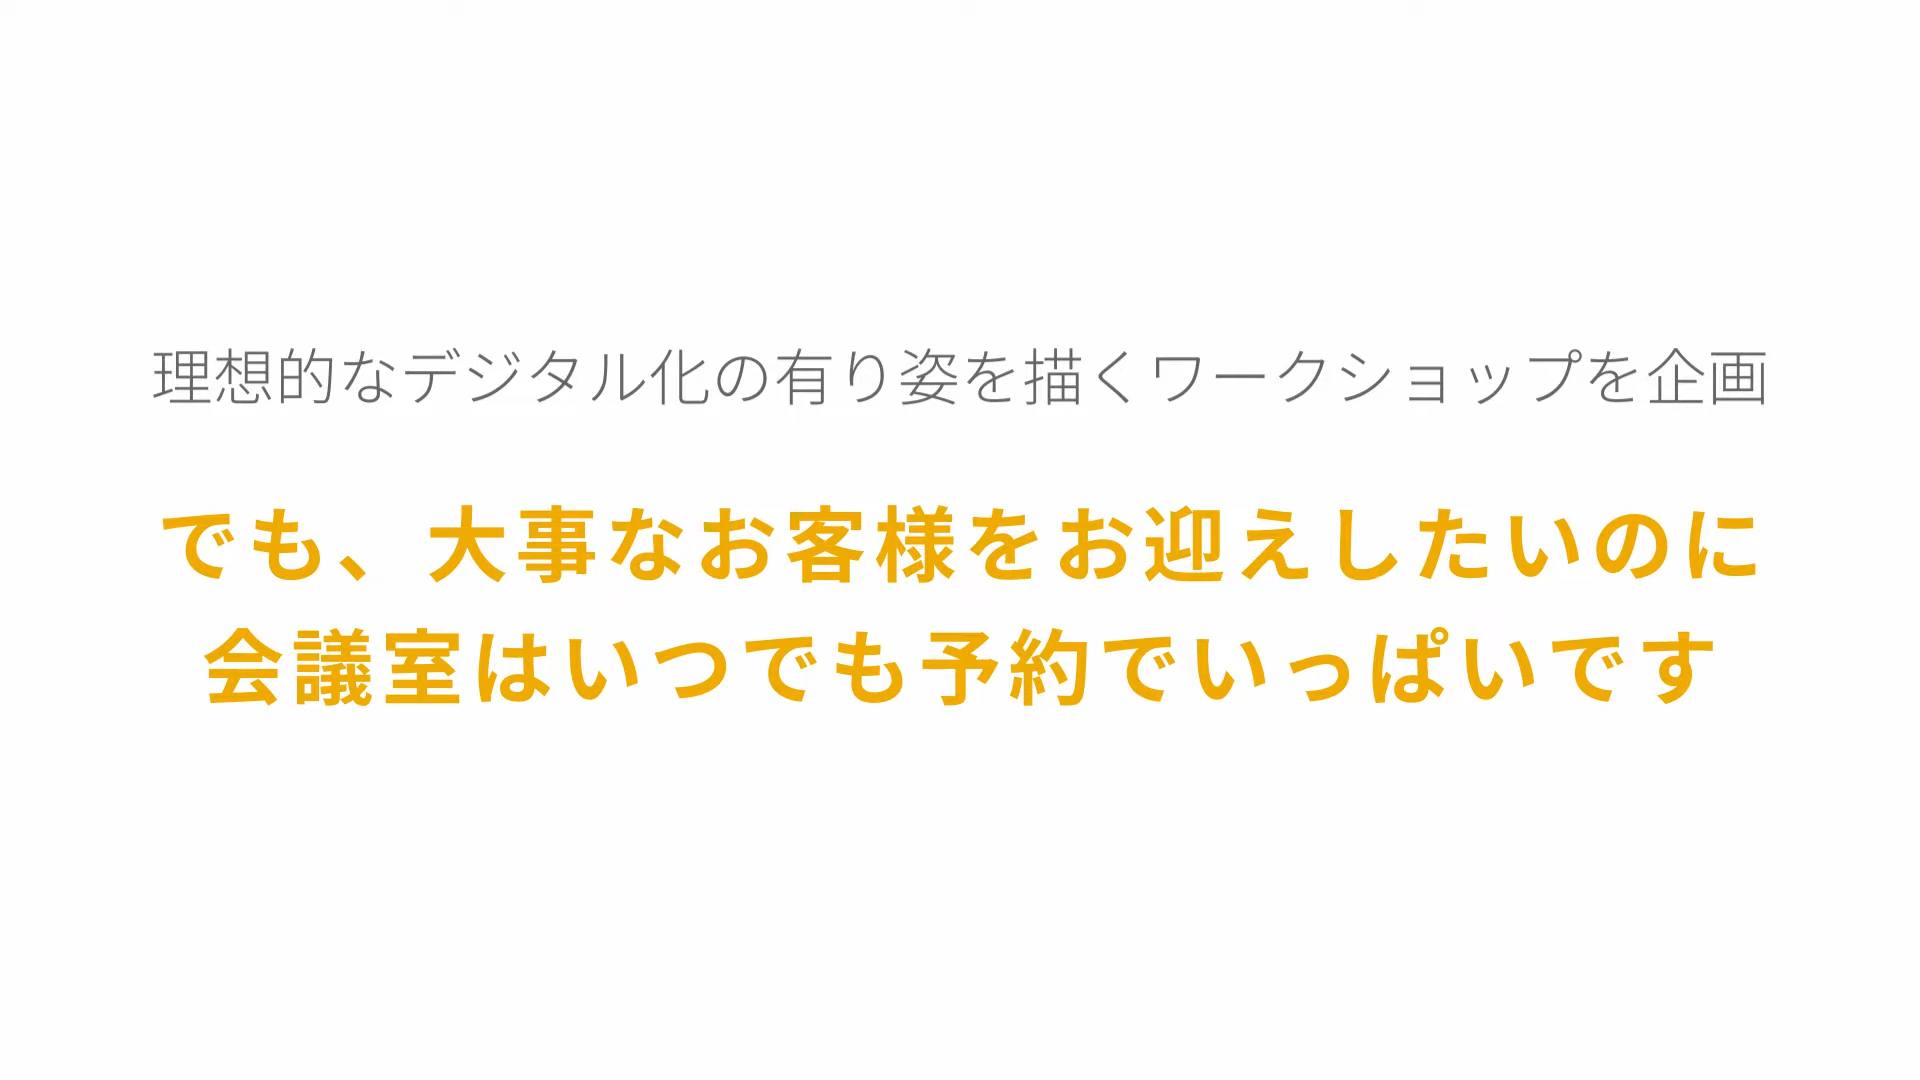 理想的なデジタル化の有り姿を描くワークショップを企画
でも、大事なお客様をお迎えしたいのに
会議室はいつでも予約でいっぱいです